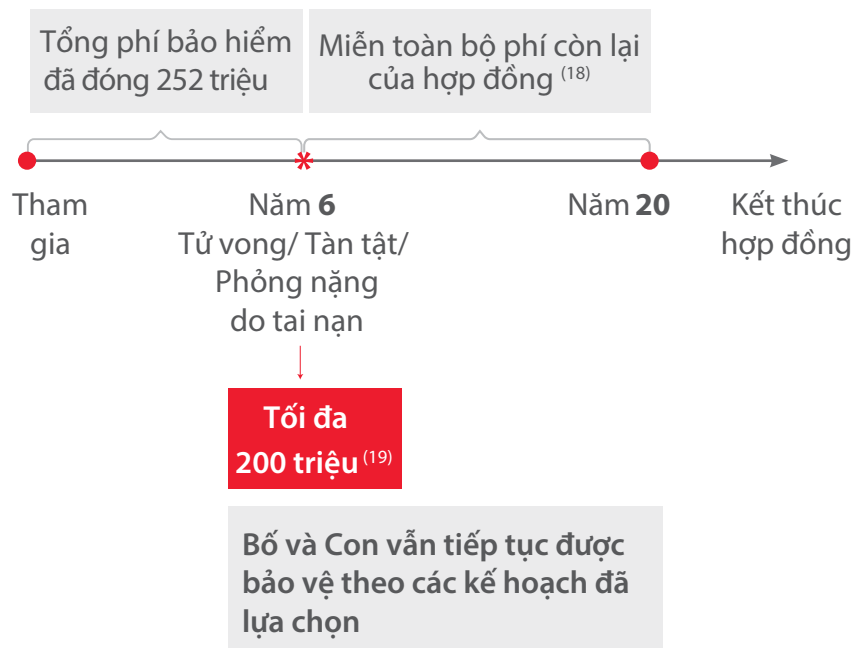 Tổng phí bảo hiểm
đã đóng 252 triệu
Miễn toàn bộ phí còn lại
của hợp đồng (18)
Tham
gia
Năm 6
Tử vong/ Tàn tật/
Phỏng nặng
do tai nạn
Năm 20
Kết thúc
hợp đồng
Tối đa
200 triệu (19)
Bố và Con vẫn tiếp tục được
bảo vệ theo các kế hoạch đã
lựa chọn